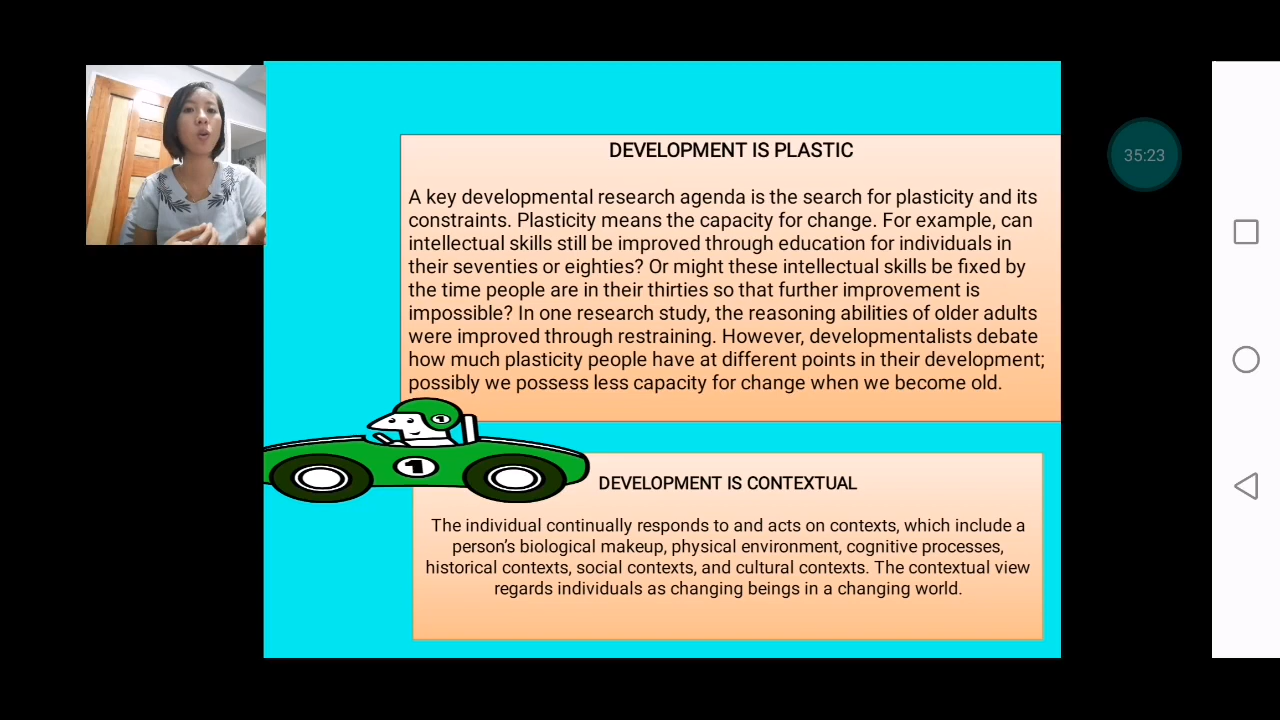 DEVELOPMENT IS PLASTIC
A key developmental research agenda is the search for plasticity and its
constraints. Plasticity means the capacity for change. For example, can
intellectual skills still be improved through education for individuals in
their seventies or eighties? Or might these intellectual skills be fixed by
the time people are in their thirties so that further improvement is
impossible? In one research study, the reasoning abilities of older adults
were improved through restraining. However, developmentalists debate
how much plasticity people have at different points in their development;
possibly we possess less capacity for change when we become old.
35:23
1
1
DEVELOPMENT IS CONTEXTUAL
The individual continually responds to and acts on contexts, which include a
person's biological makeup, physical environment, cognitive processes,
historical contexts, social contexts, and cultural contexts. The contextual view
regards individuals as changing beings in a changing world.